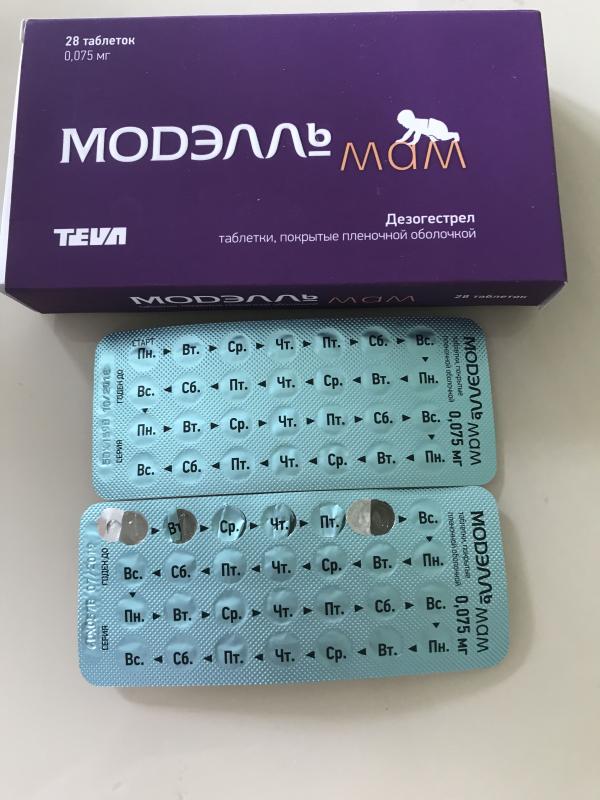 28 таблеток
0,075 мг
МОДЭЛЛЬ мам
Дезогестрел
TEVA
таблетки, покрытые пленочной оболочкой
МОДЭЛЛЬ мам 28 таблеток
СТАРТ
Пн. Вт. Ср. Чт. Пт. Сб. Вс.
Вс. Сб. Пт. Чт. Ср. Вт. Пн.
Пн. Вт. Ср. Чт. Пт. Сб. Вс.
Вс. Сб. Пт. Чт. Ср. Вт. Пн.
МОДЭЛЛЬ мам
таблетки, покрытые
пленочной оболочкой
0,075 мг
ГОДЕН ДО
10/2018
СЕРИЯ
Вт. Ср. Чт. Пт. Вс.
Вс. Сб. Пт. Чт. Ср. Вт. Пн.
Пн. Вт. Ср. Чт. Пт. Сб. Вс.
Вс. Сб. Пт. Чт. Ср. Вт. Пн.
МОДЭЛЛЬ мам
таблетки, покрытые
пленочной оболочкой
0,075 мг
ГОДЕН ДО
07/2019
СЕРИЯ